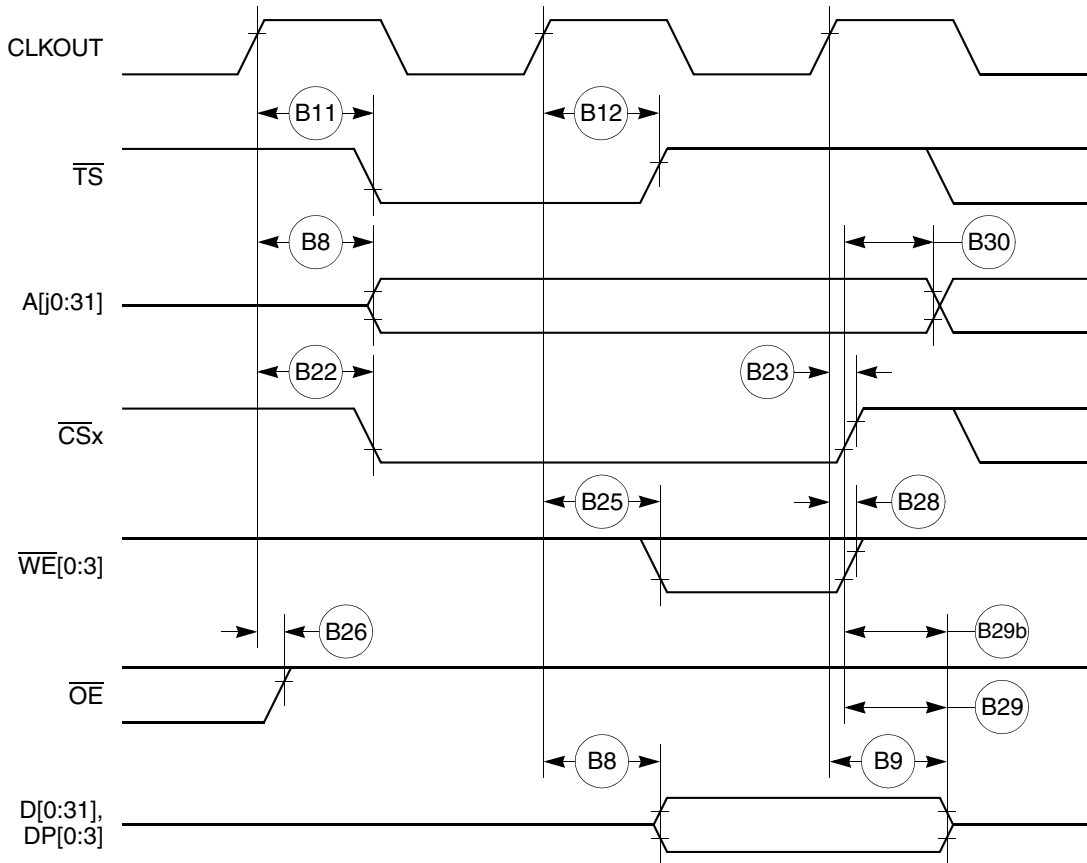 CLKOUT
B11
B12
TS
B8
B30
A[j0:31]
B22
B23
CSx
B25
B28
WE[0:3]
B26
B29b
OE
B29
B8
B9
D[0:31],
DP[0:3]